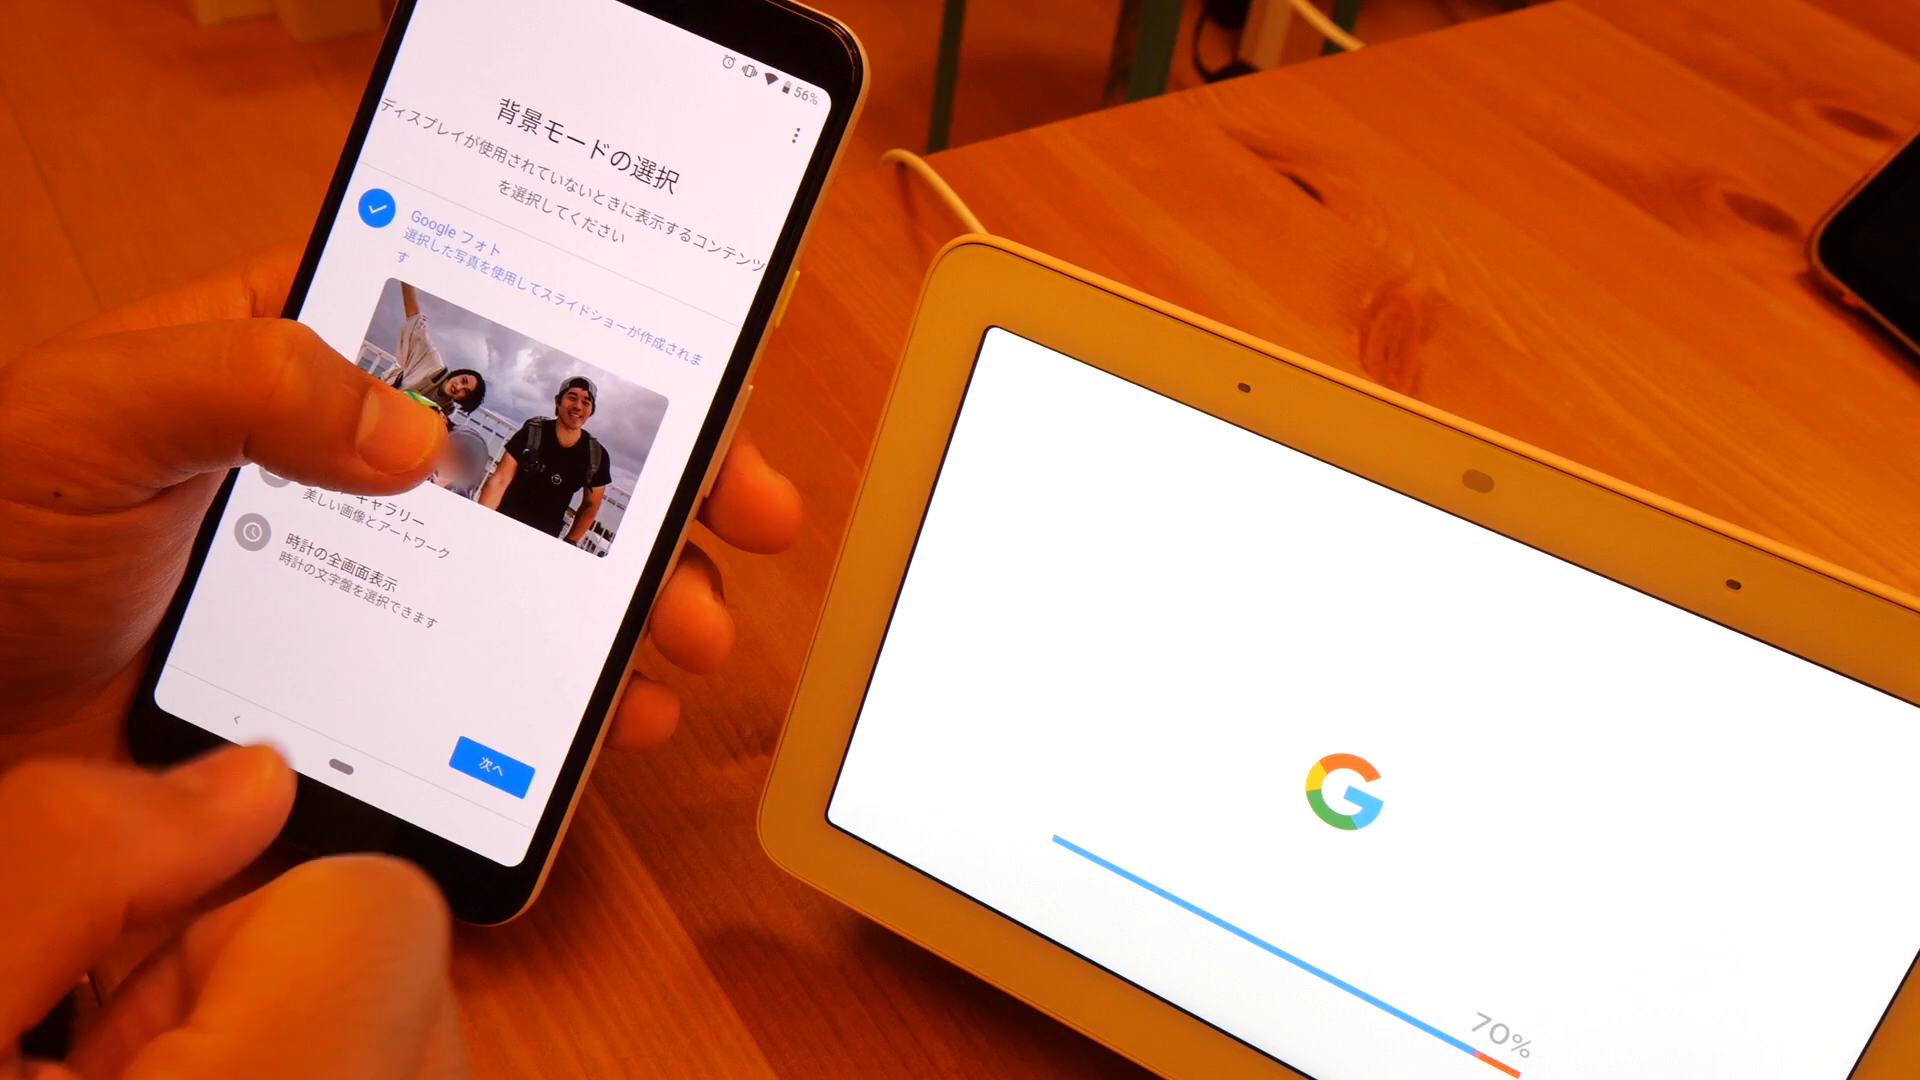 56%
背景モードの選択
ディスプレイが使用されていないときに表示するコンテンツ
を選択してください
Google フォト
選択した写真を使用してスライドショーが作成されま
す
ギャラリー
美しい画像とアートワーク
時計の全画面表示
時計の文字盤を選択できます
次へ
G
70%